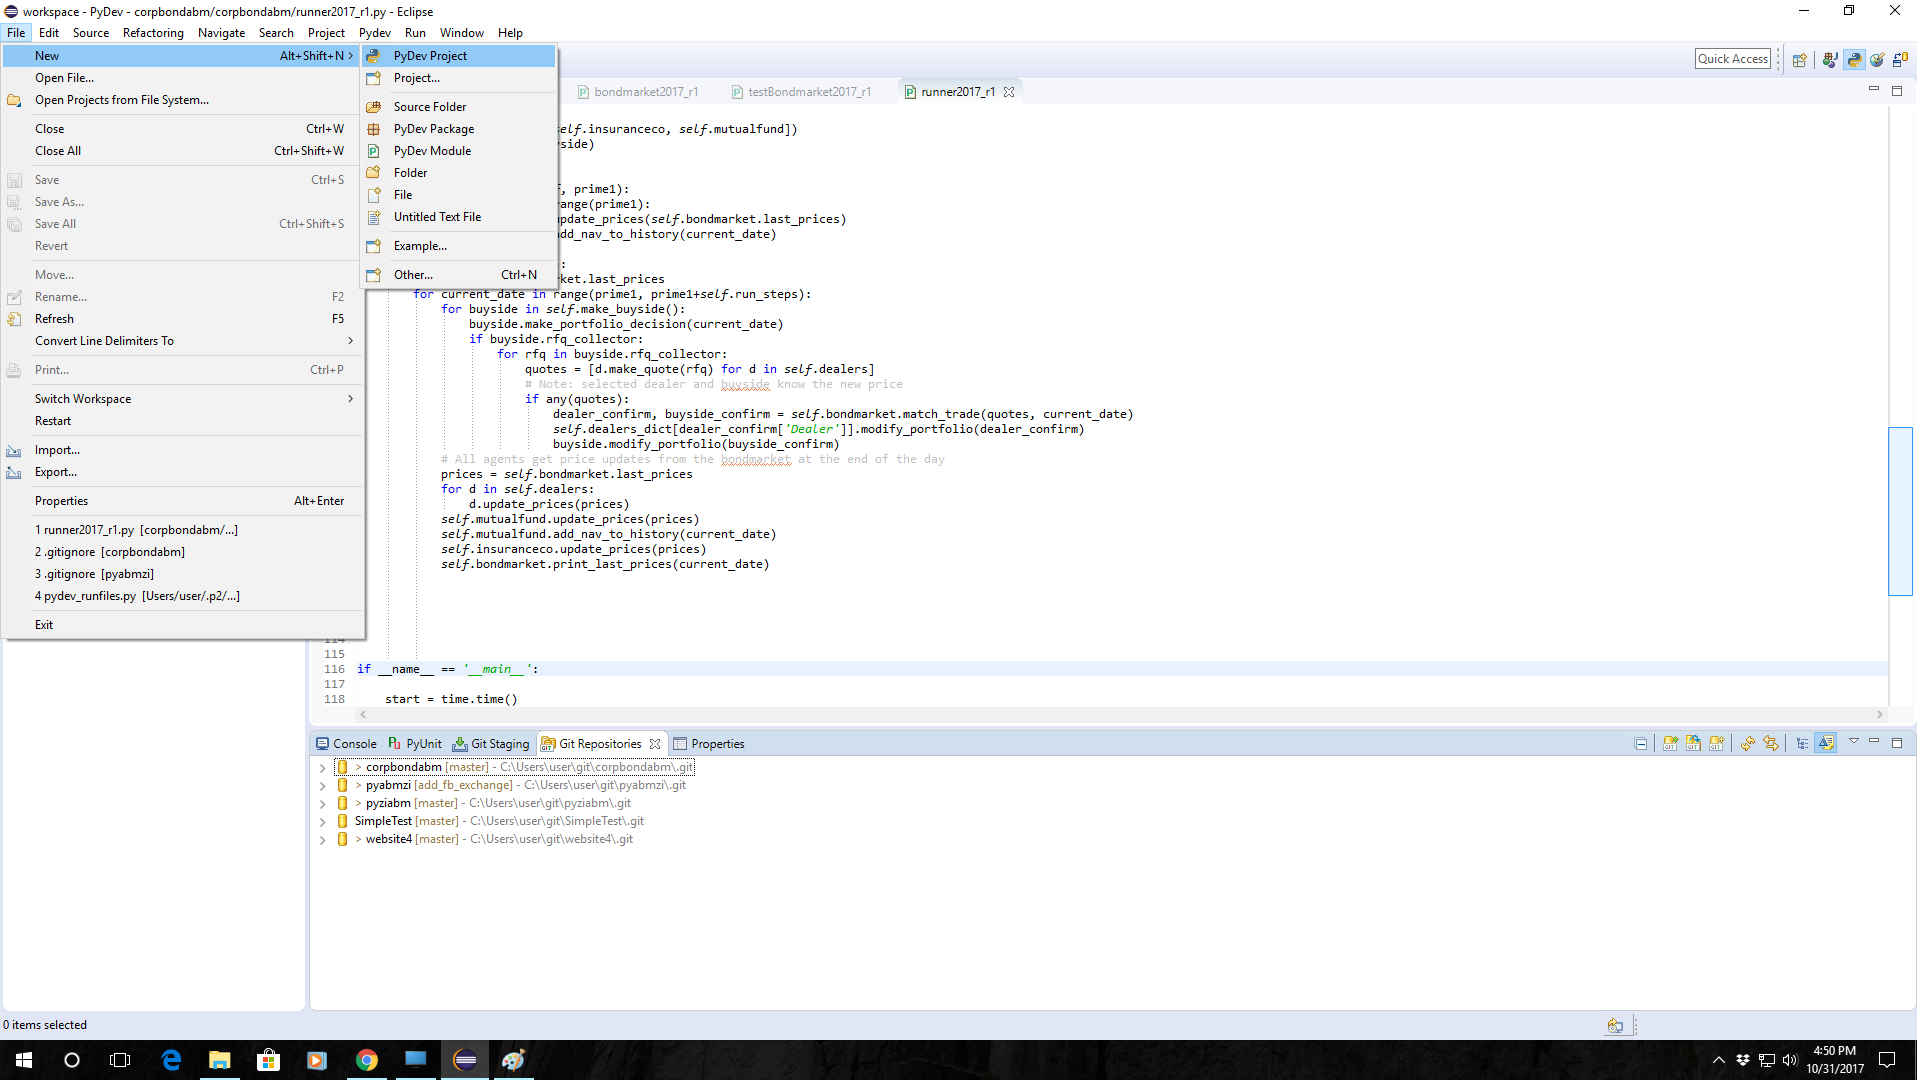 workspace - PyDev - corpbondabm/corpbondabm/runner2017_r1.py - Eclipse
File Edit Source Refactoring Navigate Search Project Pydev Run Window Help
New Alt+Shift+N >
Open File...
Open Projects from File System...
Close Ctrl+W
Close All Ctrl+Shift+W
Save Ctrl+S
Save As...
Save All Ctrl+Shift+S
Revert
Move...
Rename... F2
Refresh F5
Convert Line Delimiters To >
Print... Ctrl+P
Switch Workspace >
Restart
Import...
Export...
Properties Alt+Enter
1 runner2017_r1.py [corpbondabm/...]
2 .gitignore [corpbondabm]
3 .gitignore [pyabmzi]
4 pydev_runfiles.py [Users/user/.p2/...]
Exit
PyDev Project
Project...
Source Folder
PyDev Package
PyDev Module
Folder
File
Untitled Text File
Example...
Other... Ctrl+N
Quick Access
bondmarket2017_r1 testBondmarket2017_r1 runner2017_r1
elf.insuranceco, self.mutualfund])
yside)
, prime1):
ange(prime1):
pdate_prices(self.bondmarket.last_prices)
dd_nav_to_history(current_date)
:
ket.last_prices
for current_date in range(prime1, prime1+self.run_steps):
for buyside in self.make_buyside():
buyside.make_portfolio_decision(current_date)
if buyside.rfq_collector:
for rfq in buyside.rfq_collector:
quotes = [d.make_quote(rfq) for d in self.dealers]
# Note: selected dealer and buyside know the new price
if any(quotes):
dealer_confirm, buyside_confirm = self.bondmarket.match_trade(quotes, current_date)
self.dealers_dict[dealer_confirm['Dealer']].modify_portfolio(dealer_confirm)
buyside.modify_portfolio(buyside_confirm)
# All agents get price updates from the bondmarket at the end of the day
prices = self.bondmarket.last_prices
for d in self.dealers:
d.update_prices(prices)
self.mutualfund.update_prices(prices)
self.mutualfund.add_nav_to_history(current_date)
self.insuranceco.update_prices(prices)
self.bondmarket.print_last_prices(current_date)
114
115
116 if __name__ == '__main__':
117
118 start = time.time()
Console PyUnit Git Staging Git Repositories Properties
> corpbondabm [master] - C:\Users\user\git\corpbondabm\.git
> pyabmzi [add_fb_exchange] - C:\Users\user\git\pyabmzi\.git
> pyziabm [master] - C:\Users\user\git\pyziabm\.git
SimpleTest [master] - C:\Users\user\git\SimpleTest\.git
> website4 [master] - C:\Users\user\git\website4\.git
0 items selected
4:50 PM
10/31/2017